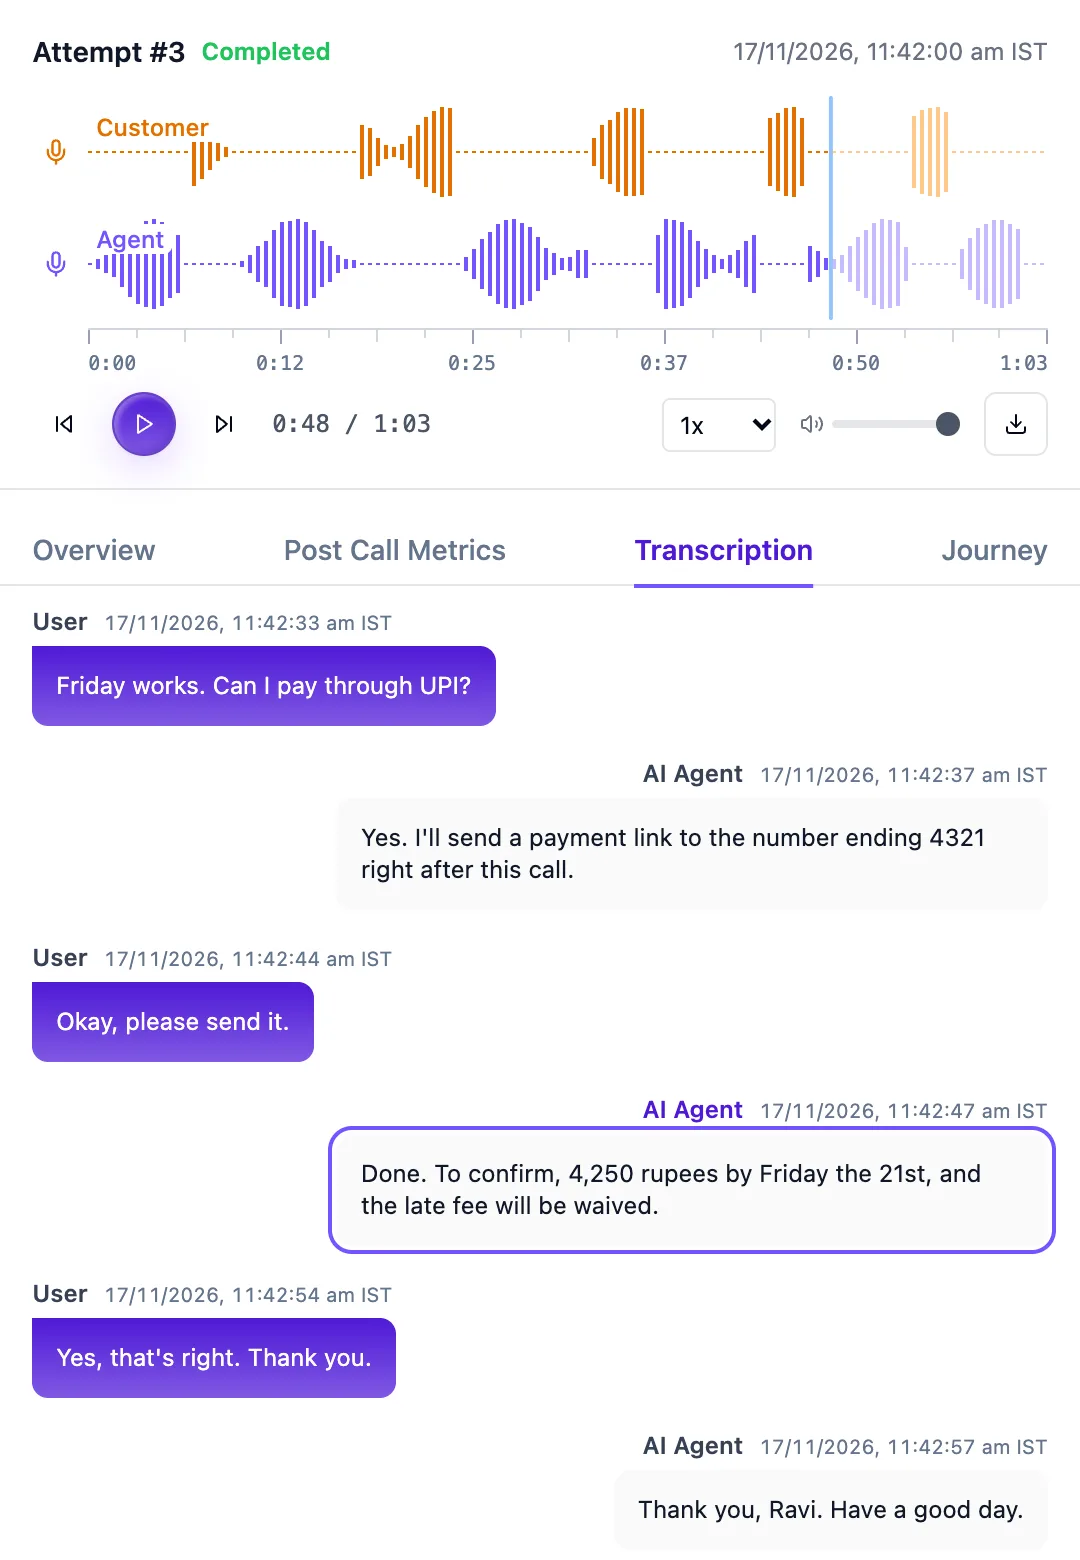 Attempt #3 Completed 17/11/2026, 11:42:00 am IST
Customer
Agent
0:00 0:12 0:25 0:37 0:50 1:03
0:48 / 1:03 1x
Overview Post Call Metrics Transcription Journey
User 17/11/2026, 11:42:33 am IST
Friday works. Can I pay through UPI?
AI Agent 17/11/2026, 11:42:37 am IST
Yes. I'll send a payment link to the number ending 4321
right after this call.
User 17/11/2026, 11:42:44 am IST
Okay, please send it.
AI Agent 17/11/2026, 11:42:47 am IST
Done. To confirm, 4,250 rupees by Friday the 21st, and
the late fee will be waived.
User 17/11/2026, 11:42:54 am IST
Yes, that's right. Thank you.
AI Agent 17/11/2026, 11:42:57 am IST
Thank you, Ravi. Have a good day.